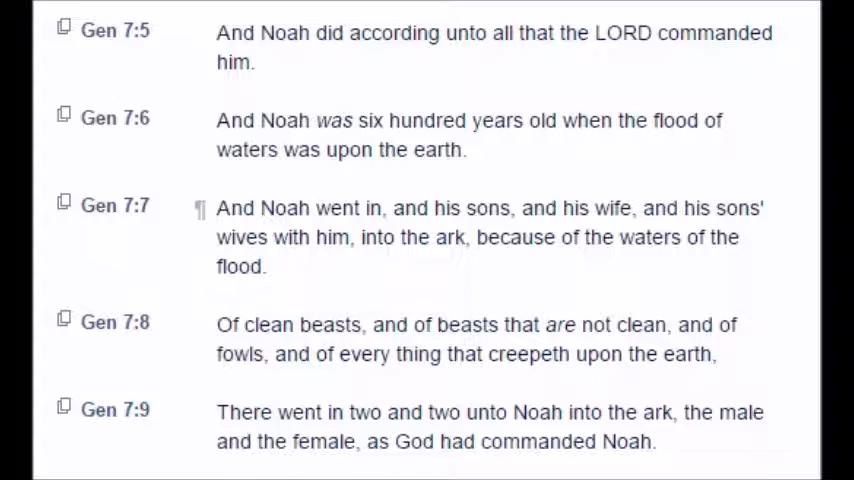 Gen 7:5 And Noah did according unto all that the LORD commanded
him.
Gen 7:6 And Noah was six hundred years old when the flood of
waters was upon the earth.
Gen 7:7 ¶ And Noah went in, and his sons, and his wife, and his sons'
wives with him, into the ark, because of the waters of the
flood.
Gen 7:8 Of clean beasts, and of beasts that are not clean, and of
fowls, and of every thing that creepeth upon the earth,
Gen 7:9 There went in two and two unto Noah into the ark, the male
and the female, as God had commanded Noah.